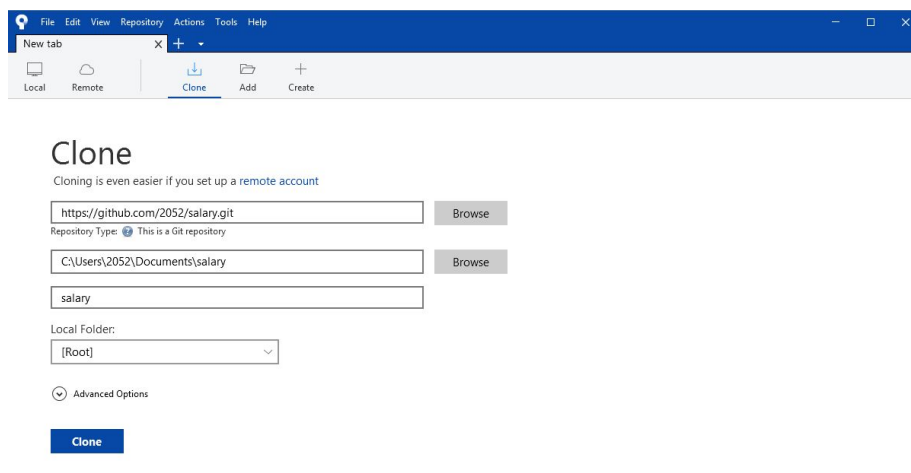 File Edit View Repository Actions Tools Help
New tab
Local Remote Clone Add Create
Clone
Cloning is even easier if you set up a remote account
https://github.com/2052/salary.git Browse
Repository Type: This is a Git repository
C:\Users\2052\Documents\salary Browse
salary
Local Folder:
[Root]
Advanced Options
Clone